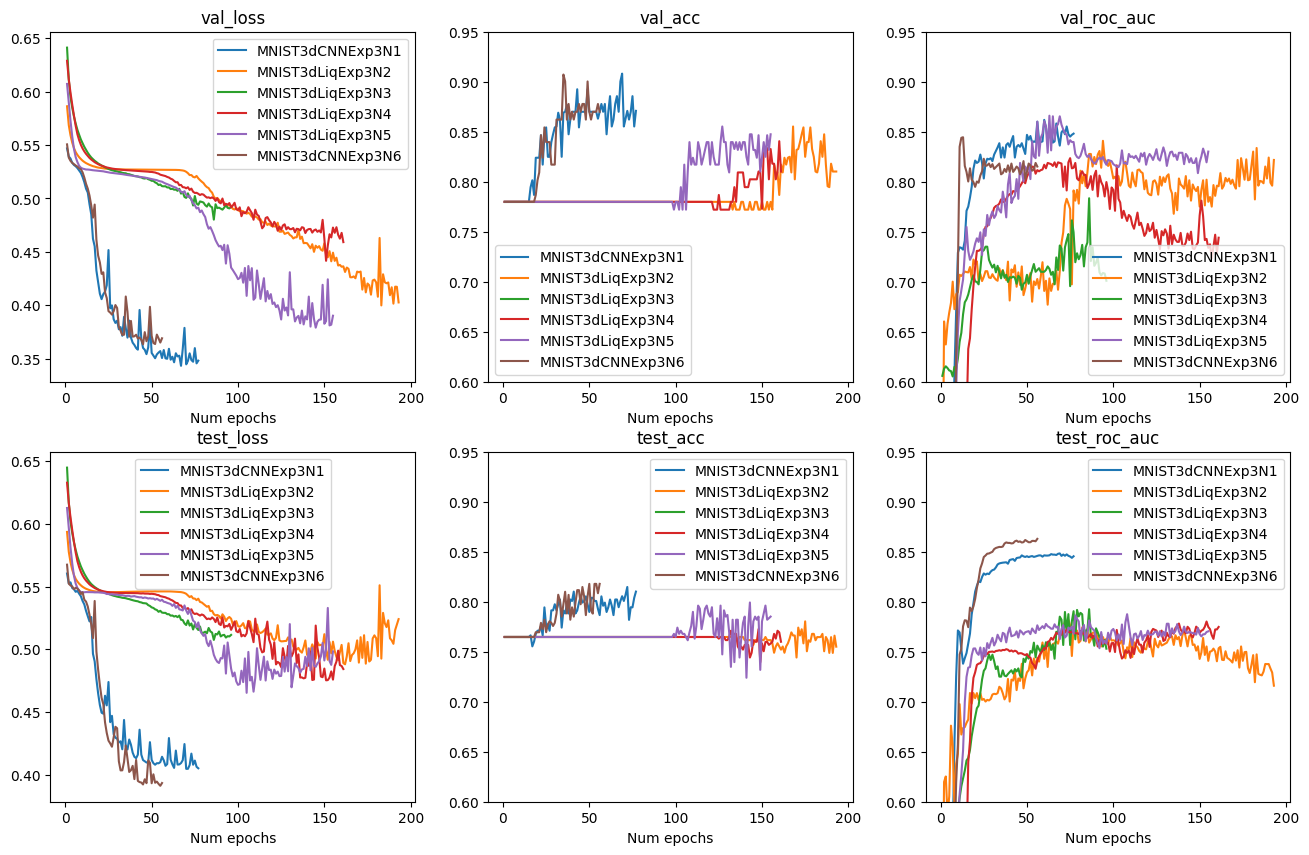 val_loss
0.65
0.60
0.55
0.50
0.45
0.40
0.35
MNIST3dCNNExp3N1
MNIST3dLiqExp3N2
MNIST3dLiqExp3N3
MNIST3dLiqExp3N4
MNIST3dLiqExp3N5
MNIST3dCNNExp3N6
0 50 100 150 200
Num epochs
val_acc
0.95
0.90
0.85
0.80
0.75
0.70
0.65
0.60
MNIST3dCNNExp3N1
MNIST3dLiqExp3N2
MNIST3dLiqExp3N3
MNIST3dLiqExp3N4
MNIST3dLiqExp3N5
MNIST3dCNNExp3N6
0 50 100 150 200
Num epochs
val_roc_auc
0.95
0.90
0.85
0.80
0.75
0.70
0.65
0.60
MNIST3dCNNExp3N1
MNIST3dLiqExp3N2
MNIST3dLiqExp3N3
MNIST3dLiqExp3N4
MNIST3dLiqExp3N5
MNIST3dCNNExp3N6
0 50 100 150 200
Num epochs
test_loss
0.65
0.60
0.55
0.50
0.45
0.40
MNIST3dCNNExp3N1
MNIST3dLiqExp3N2
MNIST3dLiqExp3N3
MNIST3dLiqExp3N4
MNIST3dLiqExp3N5
MNIST3dCNNExp3N6
0 50 100 150 200
Num epochs
test_acc
0.95
0.90
0.85
0.80
0.75
0.70
0.65
0.60
MNIST3dCNNExp3N1
MNIST3dLiqExp3N2
MNIST3dLiqExp3N3
MNIST3dLiqExp3N4
MNIST3dLiqExp3N5
MNIST3dCNNExp3N6
0 50 100 150 200
Num epochs
test_roc_auc
0.95
0.90
0.85
0.80
0.75
0.70
0.65
0.60
MNIST3dCNNExp3N1
MNIST3dLiqExp3N2
MNIST3dLiqExp3N3
MNIST3dLiqExp3N4
MNIST3dLiqExp3N5
MNIST3dCNNExp3N6
0 50 100 150 200
Num epochs